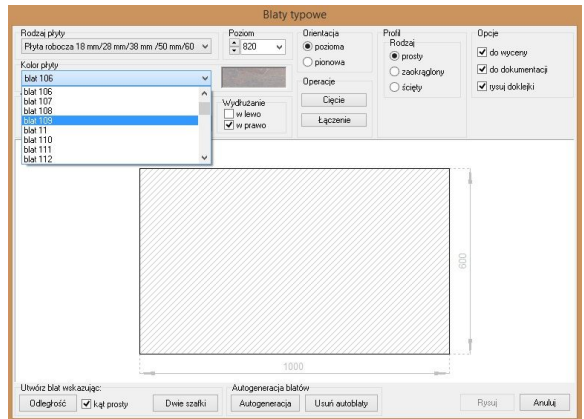 Blaty typowe
Rodzaj płyty
Płyta robocza 18 mm/28 mm/38 mm /50 mm/60
Kolor płyty
blat 106
blat 106
blat 107
blat 108
blat 109
blat 11
blat 110
blat 111
blat 112
Poziom
820
Wydłużanie
w lewo
w prawo
Orientacja
pozioma
pionowa
Operacje
Cięcie
Łączenie
Profil
Rodzaj
prosty
zaokrąglony
ścięty
Opcje
do wyceny
do dokumentacji
rysuj doklejki
600
1000
Utwórz blat wskazując:
Odległość
kąt prosty
Dwie szafki
Autogeneracja blatów
Autogeneracja
Usuń autoblaty
Rysuj
Anuluj